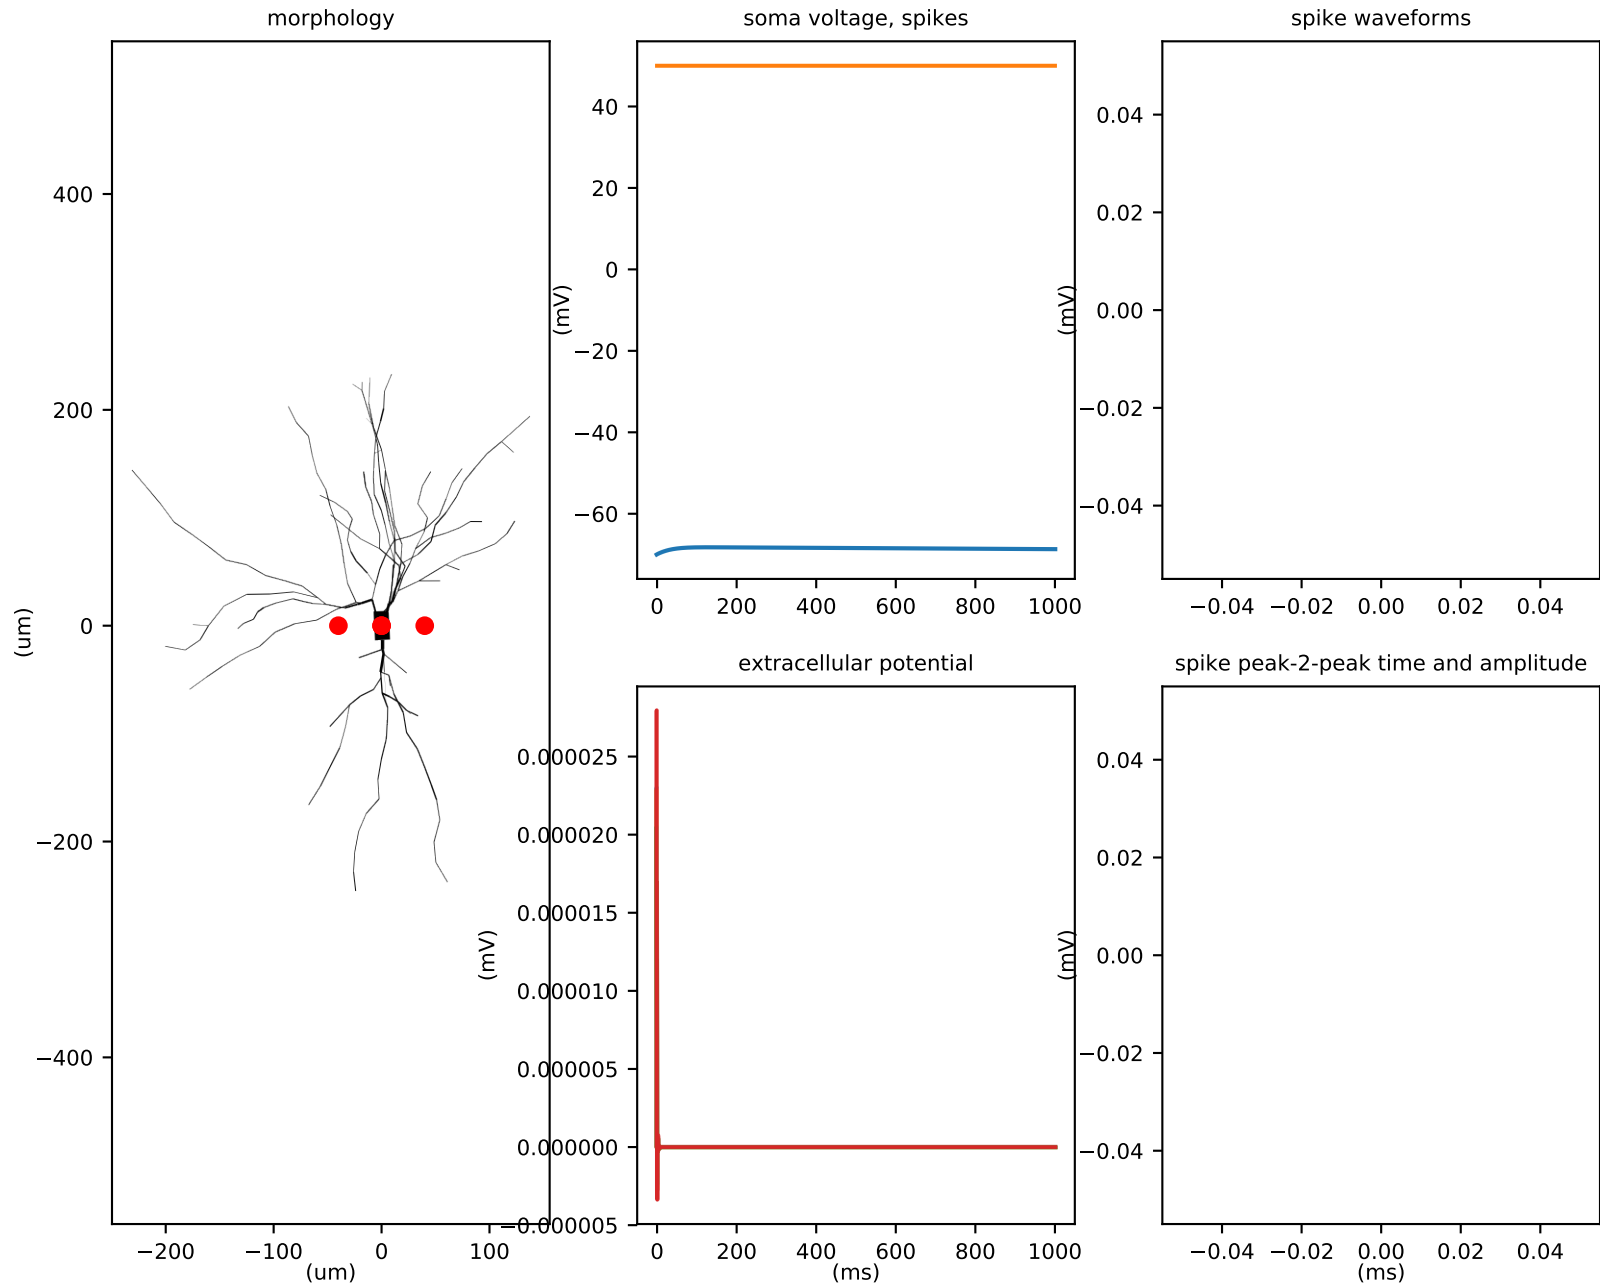 morphology
400
200
0
−200
−400
(um)
−200 −100 0 100
(um)
soma voltage, spikes
40
20
0
−20
−40
−60
(mV)
0 200 400 600 800 1000
spike waveforms
0.04
0.02
0.00
−0.02
−0.04
(mV)
−0.04 −0.02 0.00 0.02 0.04
extracellular potential
0.000025
0.000020
0.000015
0.000010
0.000005
0.000000
−0.000005
(mV)
0 200 400 600 800 1000
(ms)
spike peak-2-peak time and amplitude
0.04
0.02
0.00
−0.02
−0.04
(mV)
−0.04 −0.02 0.00 0.02 0.04
(ms)